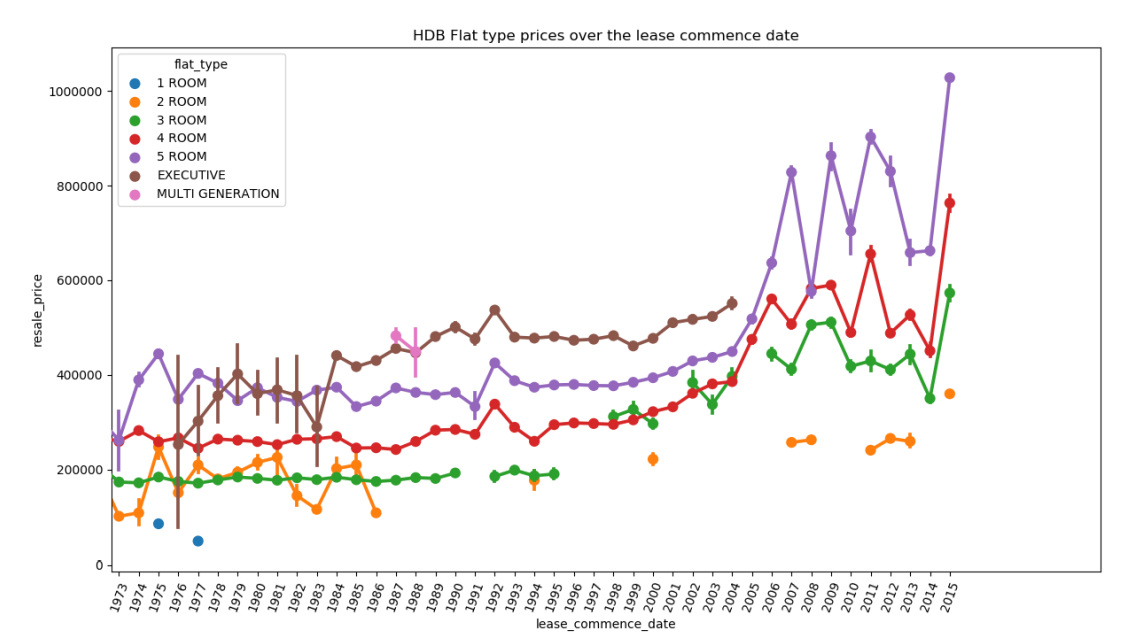 HDB Flat type prices over the lease commence date
flat_type
1 ROOM
2 ROOM
3 ROOM
4 ROOM
5 ROOM
EXECUTIVE
MULTI GENERATION
1000000
800000
600000
400000
200000
0
resale_price
1973 1974 1975 1976 1977 1978 1979 1980 1981 1982 1983 1984 1985 1986 1987 1988 1989 1990 1991 1992 1993 1994 1995 1996 1997 1998 1999 2000 2001 2002 2003 2004 2005 2006 2007 2008 2009 2010 2011 2012 2013 2014 2015
lease_commence_date